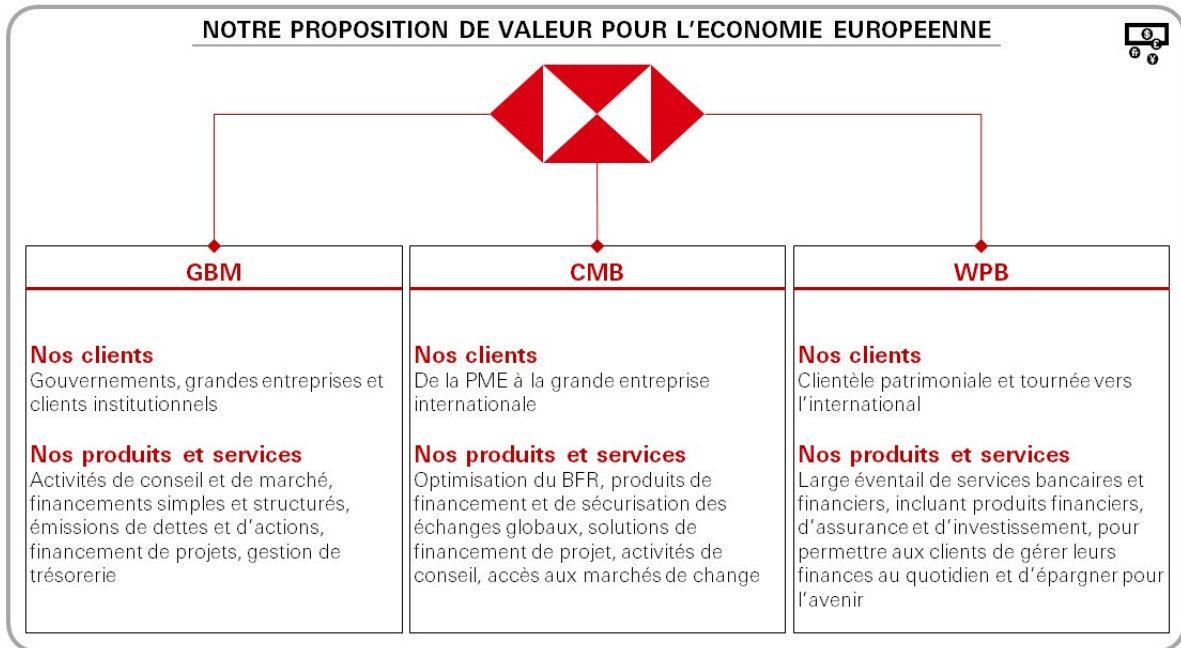 NOTRE PROPOSITION DE VALEUR POUR L'ECONOMIE EUROPEENNE
GBM
Nos clients
Gouvernements, grandes entreprises et
clients institutionnels
Nos produits et services
Activités de conseil et de marché,
financements simples et structurés,
émissions de dettes et d'actions,
financement de projets, gestion de
trésorerie
CMB
Nos clients
De la PME à la grande entreprise
internationale
Nos produits et services
Optimisation du BFR, produits de
financement et de sécurisation des
échanges globaux, solutions de
financement de projet, activités de
conseil, accès aux marchés de change
WPB
Nos clients
Clientèle patrimoniale et tournée vers
l'international
Nos produits et services
Large éventail de services bancaires et
financiers, incluant produits financiers,
d'assurance et d'investissement, pour
permettre aux clients de gérer leurs
finances au quotidien et d'épargner pour
l'avenir